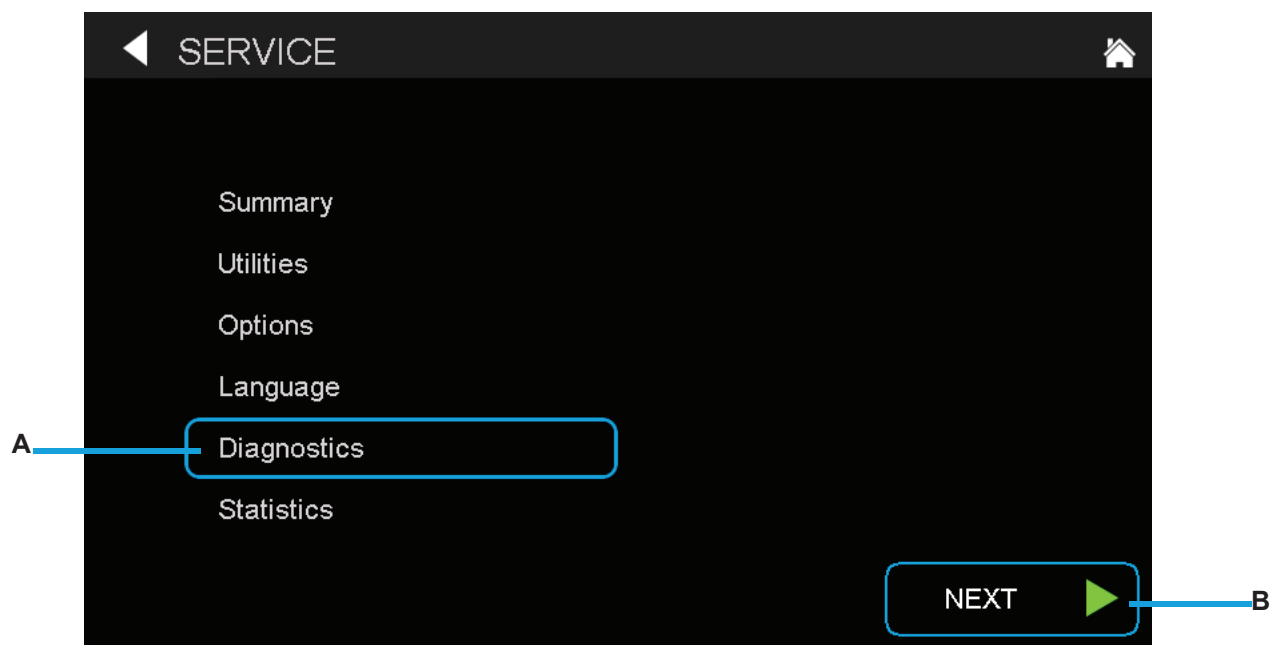 SERVICE
Summary
Utilities
Options
Language
A Diagnostics
Statistics
NEXT B